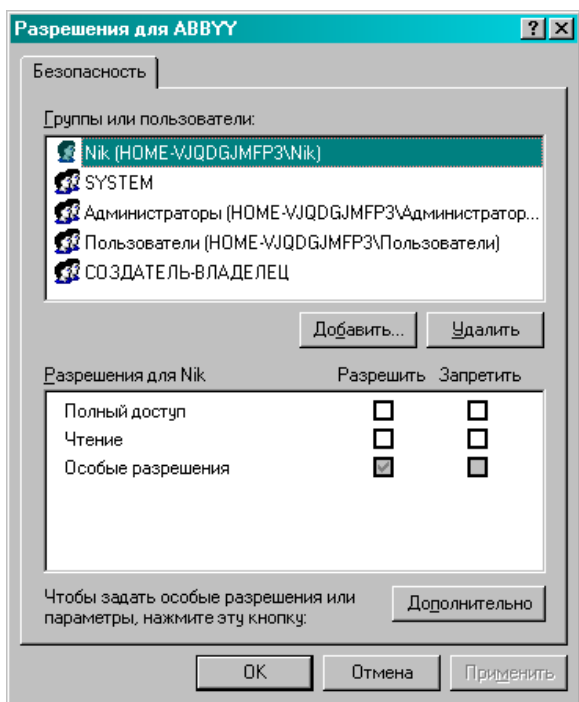 Разрешения для ABBYY
Безопасность
Группы или пользователи:
Nik (HOME-VJQDGJMFP3\Nik)
SYSTEM
Администраторы (HOME-VJQDGJMFP3\Администратор...
Пользователи (HOME-VJQDGJMFP3\Пользователи)
СОЗДАТЕЛЬ-ВЛАДЕЛЕЦ
Добавить... Удалить
Разрешения для Nik Разрешить Запретить
Полный доступ
Чтение
Особые разрешения
Чтобы задать особые разрешения или
параметры, нажмите эту кнопку: Дополнительно
OK Отмена Применить